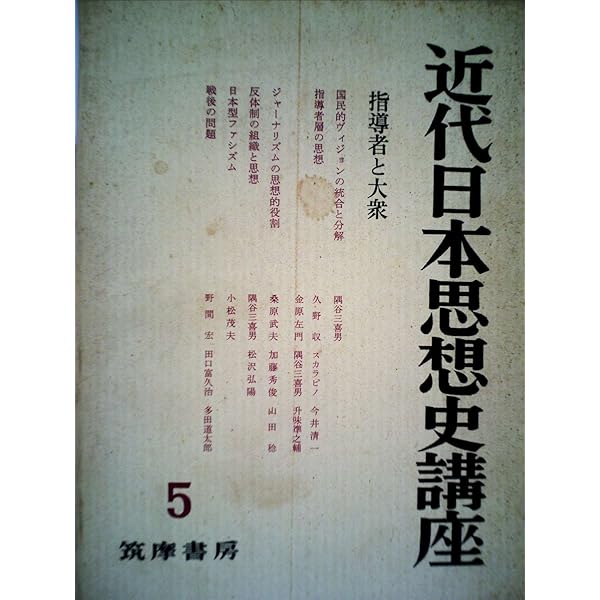 近代日本思想史講座
指導者と大衆
国民的ヴィジョンの統合と分解
指導者層の思想
ジャーナリズムの思想的役割
反体制の組織と思想
日本型ファシズム
戦後の問題
隅谷三喜男
久野収 スカラピノ 今井清一
金原左門 隅谷三喜男 升味準之輔
桑原武夫 加藤秀俊 山田稔
隅谷三喜男 松沢弘陽
小松茂夫
野間宏 田口富久治 多田道太郎
5
筑摩書房